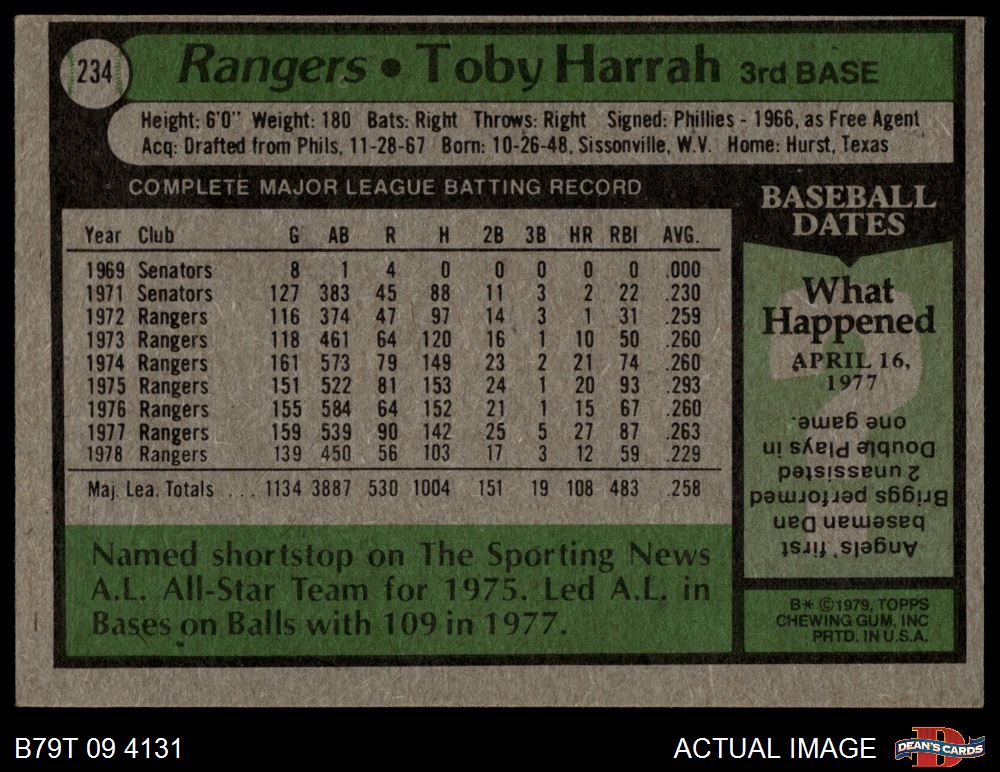 234
Rangers • Toby Harrah 3rd BASE
Height: 6'0" Weight: 180 Bats: Right Throws: Right Signed: Phillies - 1966, as Free Agent
Acq: Drafted from Phils, 11-28-67 Born: 10-26-48, Sissonville, W.V. Home: Hurst, Texas
COMPLETE MAJOR LEAGUE BATTING RECORD
Year Club G AB R H 2B 3B HR RBI AVG.
1969 Senators 8 1 4 0 0 0 0 0 .000
1971 Senators 127 383 45 88 11 3 2 22 .230
1972 Rangers 116 374 47 97 14 3 1 31 .259
1973 Rangers 118 461 64 120 16 1 10 50 .260
1974 Rangers 161 573 79 149 23 2 21 74 .260
1975 Rangers 151 522 81 153 24 1 20 93 .293
1976 Rangers 155 584 64 152 21 1 15 67 .260
1977 Rangers 159 539 90 142 25 5 27 87 .263
1978 Rangers 139 450 56 103 17 3 12 59 .229
Maj. Lea. Totals ... 1134 3887 530 1004 151 19 108 483 .258
Named shortstop on The Sporting News
A.L. All-Star Team for 1975. Led A.L. in
Bases on Balls with 109 in 1977.
BASEBALL
DATES
What
Happened
APRIL 16,
1977
?
Angels' first
baseman Dan
Briggs performed
2 unassisted
Double Plays in
one game.
B* ©1979, TOPPS
CHEWING GUM, INC
PRTD. IN U.S.A.
B79T 09 4131
ACTUAL IMAGE
DEAN'S CARDS